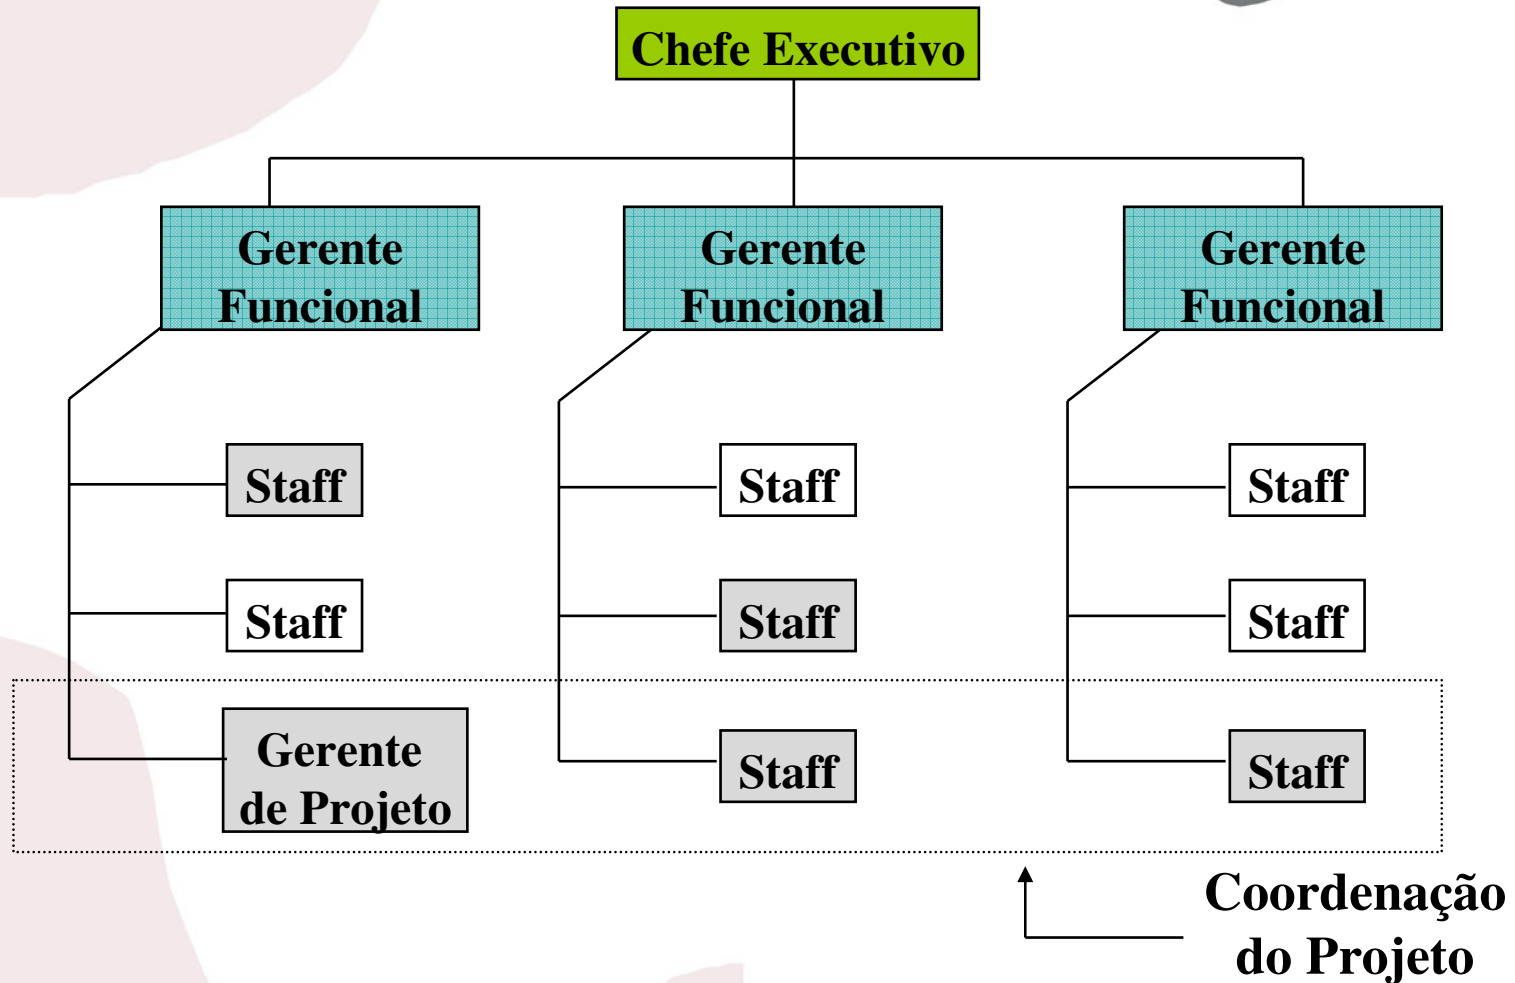 Chefe Executivo
Gerente
Funcional
Gerente
Funcional
Gerente
Funcional
Staff
Staff
Staff
Staff
Staff
Staff
Gerente
de Projeto
Staff
Staff
Coordenação
do Projeto